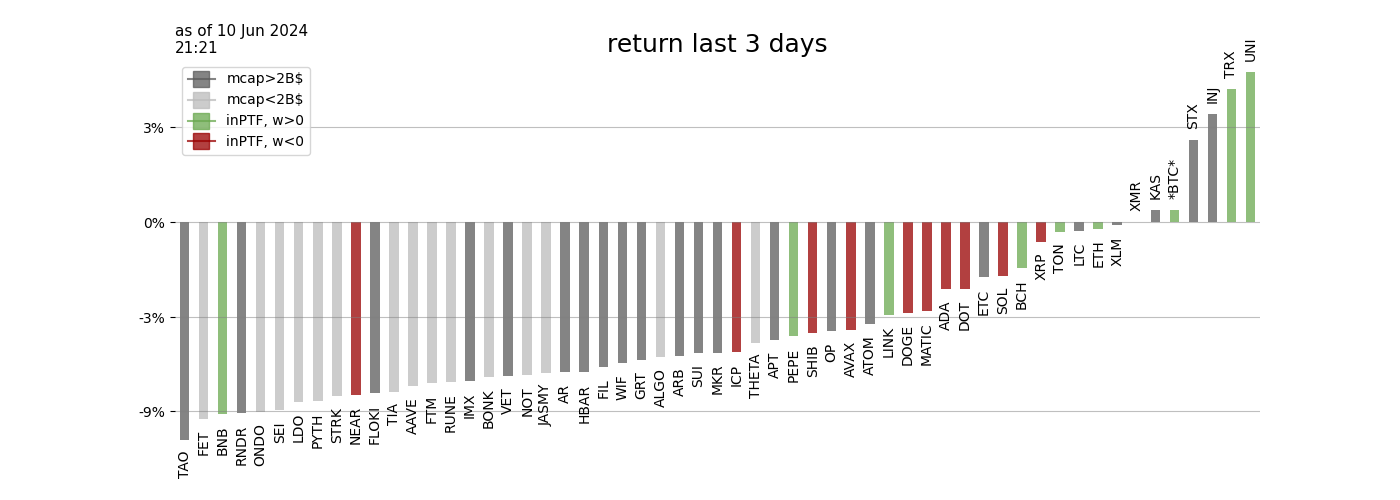 as of 10 Jun 2024
21:21
return last 3 days
mcap>2B$
mcap<2B$
inPTF, w>0
inPTF, w<0
3%
0%
-3%
-9%
TAO
FET
BNB
RNDR
ONDO
SEI
LDO
PYTH
STRK
NEAR
FLOKI
TIA
AAVE
FTM
RUNE
IMX
BONK
VET
NOT
JASMY
AR
HBAR
FIL
WIF
GRT
ALGO
ARB
SUI
MKR
ICP
THETA
APT
PEPE
SHIB
OP
AVAX
ATOM
LINK
DOGE
MATIC
ADA
DOT
ETC
SOL
BCH
XRP
TON
LTC
ETH
XLM
XMR
KAS
*BTC*
STX
INJ
TRX
UNI